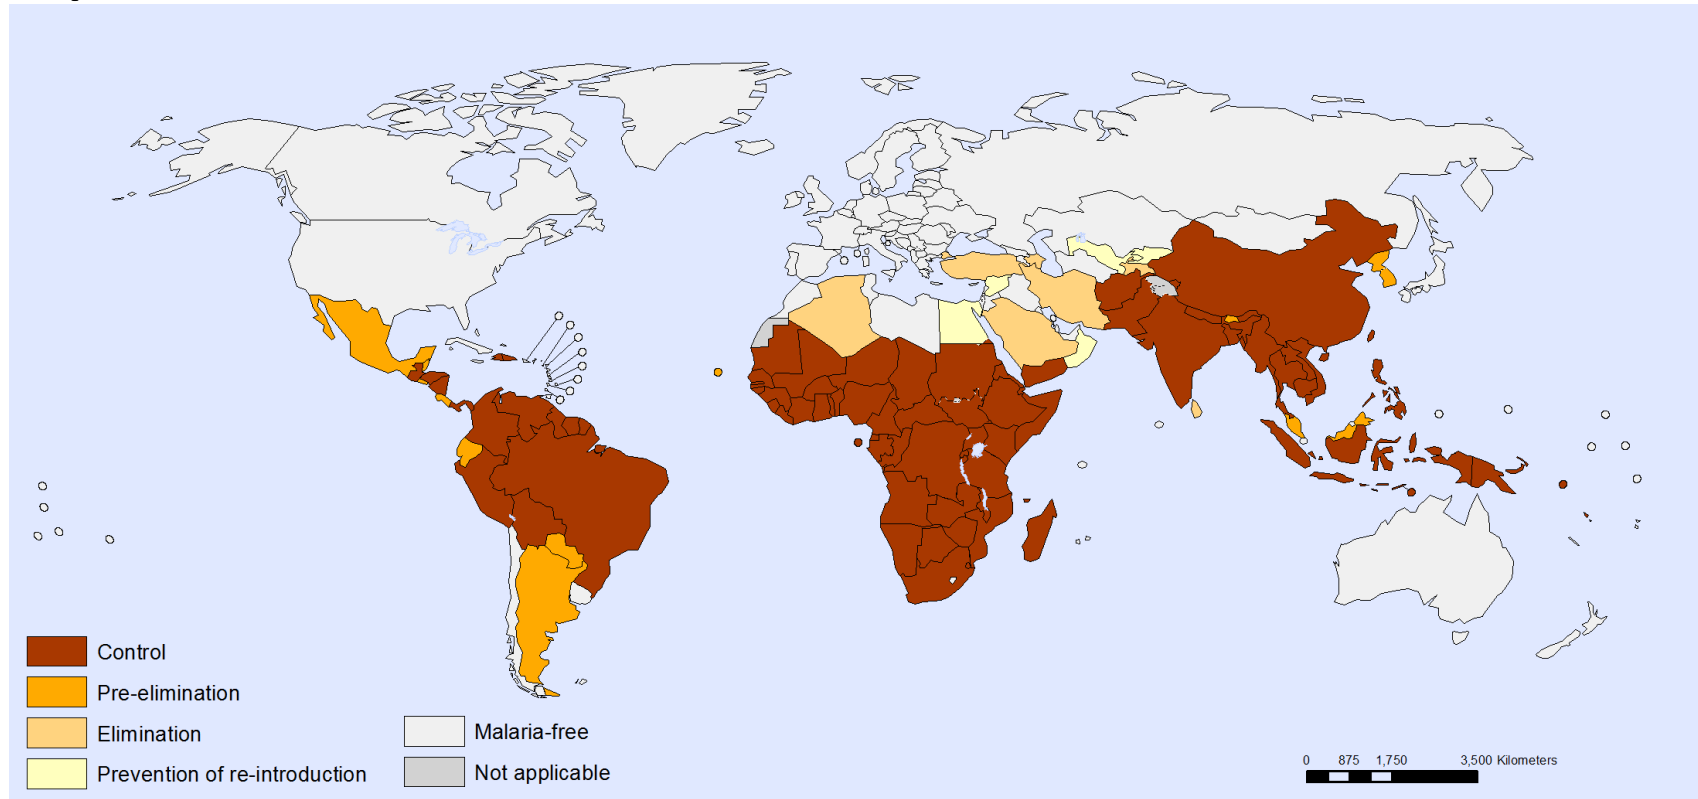 Control
Pre-elimination
Elimination
Prevention of re-introduction
Malaria-free
Not applicable
0 875 1,750 3,500 Kilometers